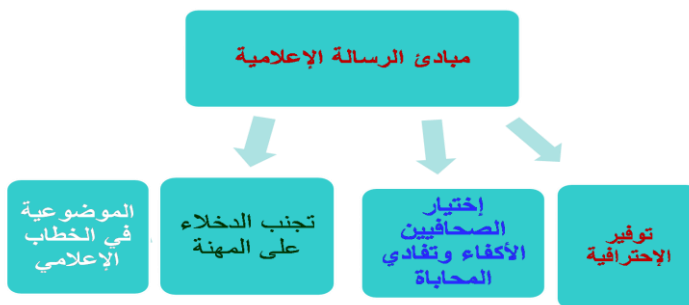 مبادئ الرسالة الإعلامية
توفير
الإحترافية
إختيار
الصحافيين
الأكفاء وتفادي
المحاباة
تجنب الدخلاء
على المهنة
الموضوعية
في الخطاب
الإعلامي